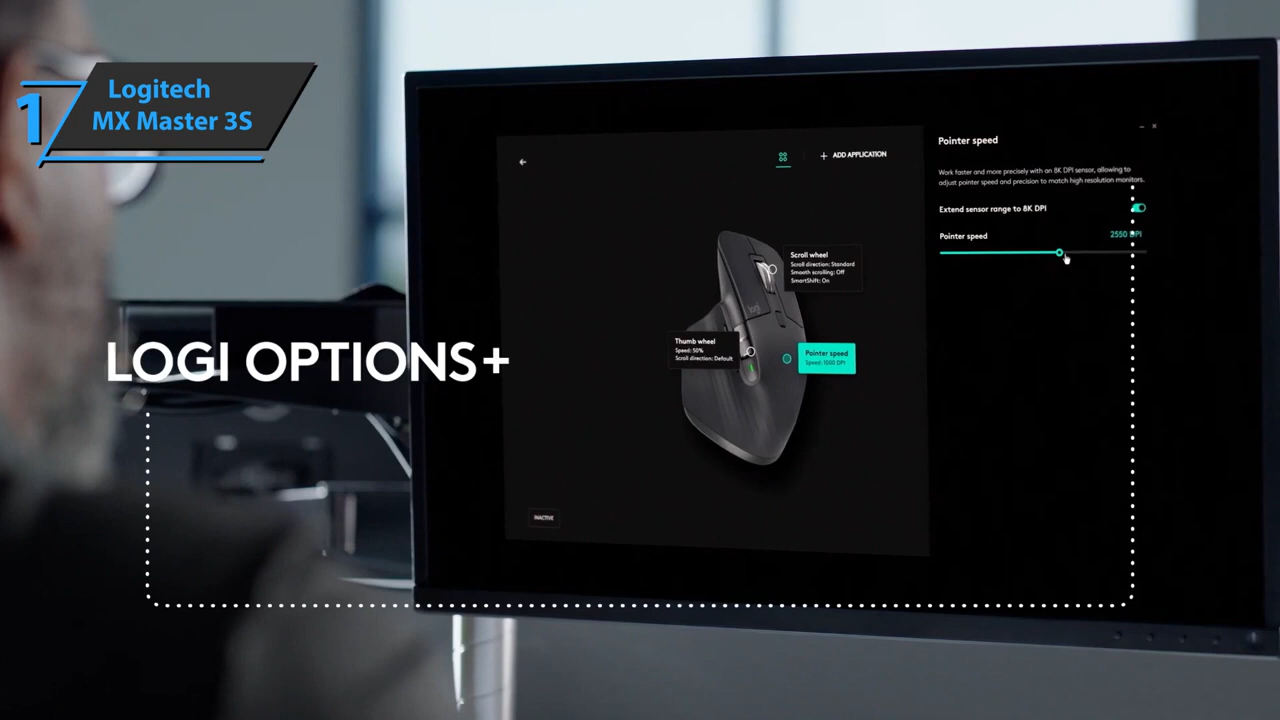 1
Logitech
MX Master 3S
LOGI OPTIONS+
ADD APPLICATION
Scroll wheel
Scroll direction: Standard
Smooth scrolling: Off
SmartShift: On
logi
Thumb wheel
Speed: 50%
Scroll direction: Default
Pointer speed
Speed: 1000 DPI
INACTIVE
Pointer speed
Work faster and more precisely with an 8K DPI sensor, allowing to
adjust pointer speed and precision to match high resolution monitors.
Extend sensor range to 8K DPI
Pointer speed
2550 DPI